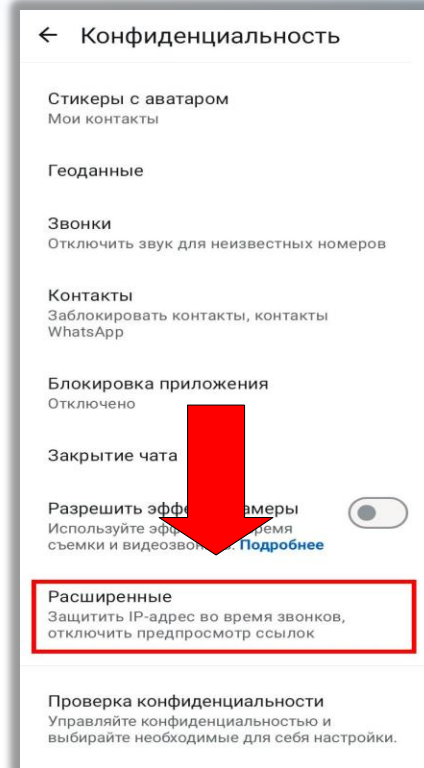 Конфиденциальность
Стикеры с аватаром
Мои контакты
Геоданные
Звонки
Отключить звук для неизвестных номеров
Контакты
Заблокировать контакты, контакты
WhatsApp
Блокировка приложения
Отключено
Закрытие чата
Разрешить
Используйте
съемки и Подробнее
Расширенные
Защитить IP-адрес во время звонков,
отключить предпросмотр ссылок
Проверка конфиденциальности
Управляйте конфиденциальностью и
выбирайте необходимые для себя настройки.